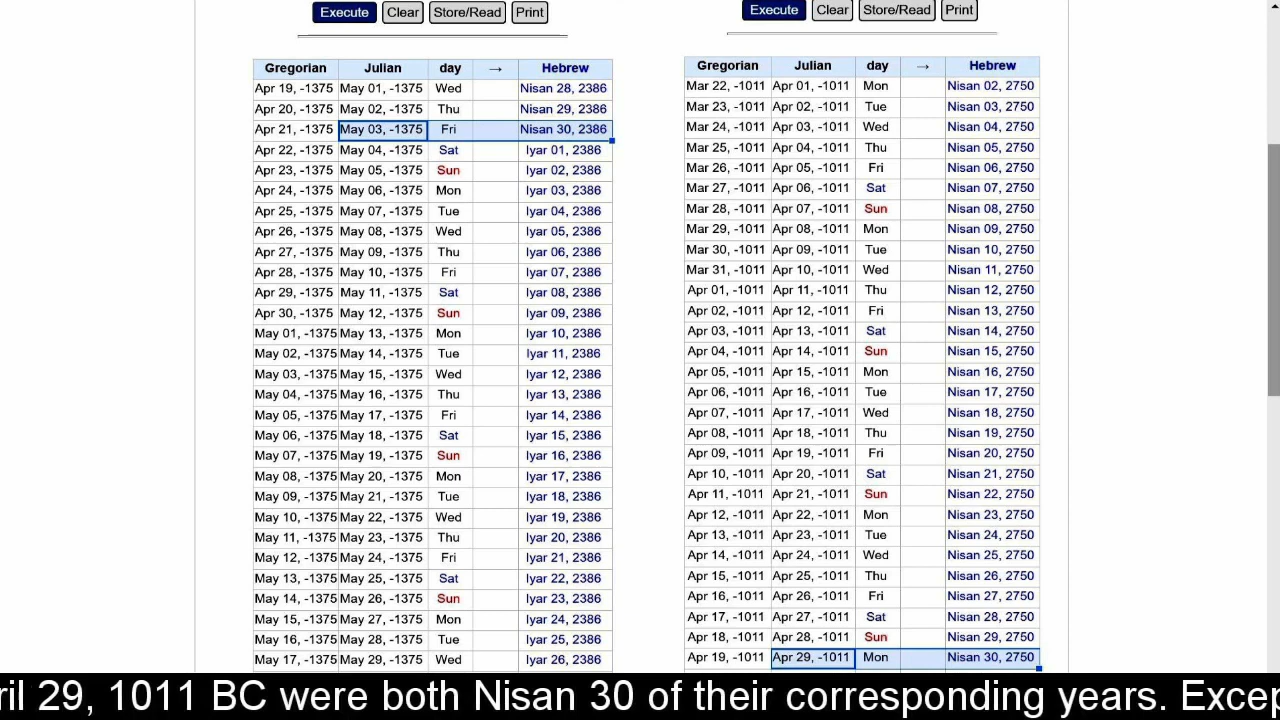 Execute Clear Store/Read Print
Gregorian Julian day → Hebrew
Apr 19, -1375 May 01, -1375 Wed Nisan 28, 2386
Apr 20, -1375 May 02, -1375 Thu Nisan 29, 2386
Apr 21, -1375 May 03, -1375 Fri Nisan 30, 2386
Apr 22, -1375 May 04, -1375 Sat Iyar 01, 2386
Apr 23, -1375 May 05, -1375 Sun Iyar 02, 2386
Apr 24, -1375 May 06, -1375 Mon Iyar 03, 2386
Apr 25, -1375 May 07, -1375 Tue Iyar 04, 2386
Apr 26, -1375 May 08, -1375 Wed Iyar 05, 2386
Apr 27, -1375 May 09, -1375 Thu Iyar 06, 2386
Apr 28, -1375 May 10, -1375 Fri Iyar 07, 2386
Apr 29, -1375 May 11, -1375 Sat Iyar 08, 2386
Apr 30, -1375 May 12, -1375 Sun Iyar 09, 2386
May 01, -1375 May 13, -1375 Mon Iyar 10, 2386
May 02, -1375 May 14, -1375 Tue Iyar 11, 2386
May 03, -1375 May 15, -1375 Wed Iyar 12, 2386
May 04, -1375 May 16, -1375 Thu Iyar 13, 2386
May 05, -1375 May 17, -1375 Fri Iyar 14, 2386
May 06, -1375 May 18, -1375 Sat Iyar 15, 2386
May 07, -1375 May 19, -1375 Sun Iyar 16, 2386
May 08, -1375 May 20, -1375 Mon Iyar 17, 2386
May 09, -1375 May 21, -1375 Tue Iyar 18, 2386
May 10, -1375 May 22, -1375 Wed Iyar 19, 2386
May 11, -1375 May 23, -1375 Thu Iyar 20, 2386
May 12, -1375 May 24, -1375 Fri Iyar 21, 2386
May 13, -1375 May 25, -1375 Sat Iyar 22, 2386
May 14, -1375 May 26, -1375 Sun Iyar 23, 2386
May 15, -1375 May 27, -1375 Mon Iyar 24, 2386
May 16, -1375 May 28, -1375 Tue Iyar 25, 2386
May 17, -1375 May 29, -1375 Wed Iyar 26, 2386
Execute Clear Store/Read Print
Gregorian Julian day → Hebrew
Mar 22, -1011 Apr 01, -1011 Mon Nisan 02, 2750
Mar 23, -1011 Apr 02, -1011 Tue Nisan 03, 2750
Mar 24, -1011 Apr 03, -1011 Wed Nisan 04, 2750
Mar 25, -1011 Apr 04, -1011 Thu Nisan 05, 2750
Mar 26, -1011 Apr 05, -1011 Fri Nisan 06, 2750
Mar 27, -1011 Apr 06, -1011 Sat Nisan 07, 2750
Mar 28, -1011 Apr 07, -1011 Sun Nisan 08, 2750
Mar 29, -1011 Apr 08, -1011 Mon Nisan 09, 2750
Mar 30, -1011 Apr 09, -1011 Tue Nisan 10, 2750
Mar 31, -1011 Apr 10, -1011 Wed Nisan 11, 2750
Apr 01, -1011 Apr 11, -1011 Thu Nisan 12, 2750
Apr 02, -1011 Apr 12, -1011 Fri Nisan 13, 2750
Apr 03, -1011 Apr 13, -1011 Sat Nisan 14, 2750
Apr 04, -1011 Apr 14, -1011 Sun Nisan 15, 2750
Apr 05, -1011 Apr 15, -1011 Mon Nisan 16, 2750
Apr 06, -1011 Apr 16, -1011 Tue Nisan 17, 2750
Apr 07, -1011 Apr 17, -1011 Wed Nisan 18, 2750
Apr 08, -1011 Apr 18, -1011 Thu Nisan 19, 2750
Apr 09, -1011 Apr 19, -1011 Fri Nisan 20, 2750
Apr 10, -1011 Apr 20, -1011 Sat Nisan 21, 2750
Apr 11, -1011 Apr 21, -1011 Sun Nisan 22, 2750
Apr 12, -1011 Apr 22, -1011 Mon Nisan 23, 2750
Apr 13, -1011 Apr 23, -1011 Tue Nisan 24, 2750
Apr 14, -1011 Apr 24, -1011 Wed Nisan 25, 2750
Apr 15, -1011 Apr 25, -1011 Thu Nisan 26, 2750
Apr 16, -1011 Apr 26, -1011 Fri Nisan 27, 2750
Apr 17, -1011 Apr 27, -1011 Sat Nisan 28, 2750
Apr 18, -1011 Apr 28, -1011 Sun Nisan 29, 2750
Apr 19, -1011 Apr 29, -1011 Mon Nisan 30, 2750
ril 29, 1011 BC were both Nisan 30 of their corresponding years. Excep